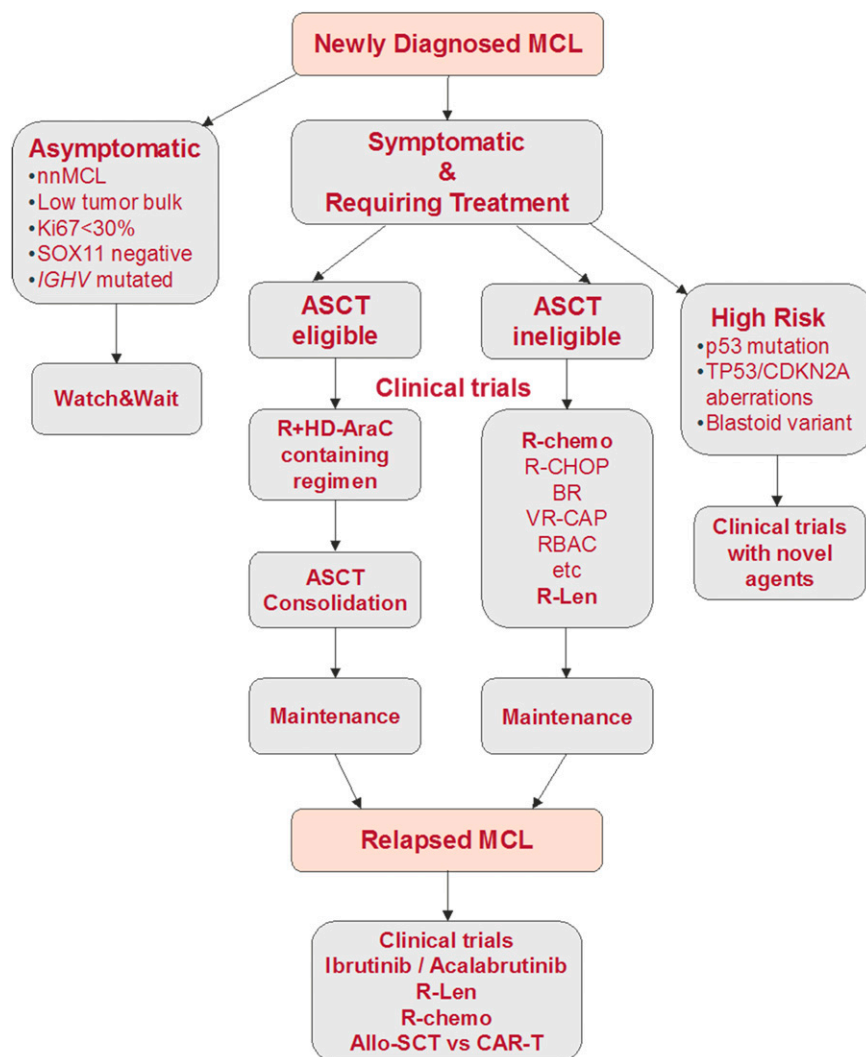 Newly Diagnosed MCL
Asymptomatic
•nnMCL
•Low tumor bulk
•Ki67<30%
•SOX11 negative
•IGHV mutated
Watch&Wait
Symptomatic
&
Requiring Treatment
ASCT
eligible
ASCT
ineligible
High Risk
•p53 mutation
•TP53/CDKN2A
aberrations
•Blastoid variant
Clinical trials
R+HD-AraC
containing
regimen
R-chemo
R-CHOP
BR
VR-CAP
RBAC
etc
R-Len
Clinical trials
with novel
agents
ASCT
Consolidation
Maintenance
Maintenance
Relapsed MCL
Clinical trials
Ibrutinib / Acalabrutinib
R-Len
R-chemo
Allo-SCT vs CAR-T